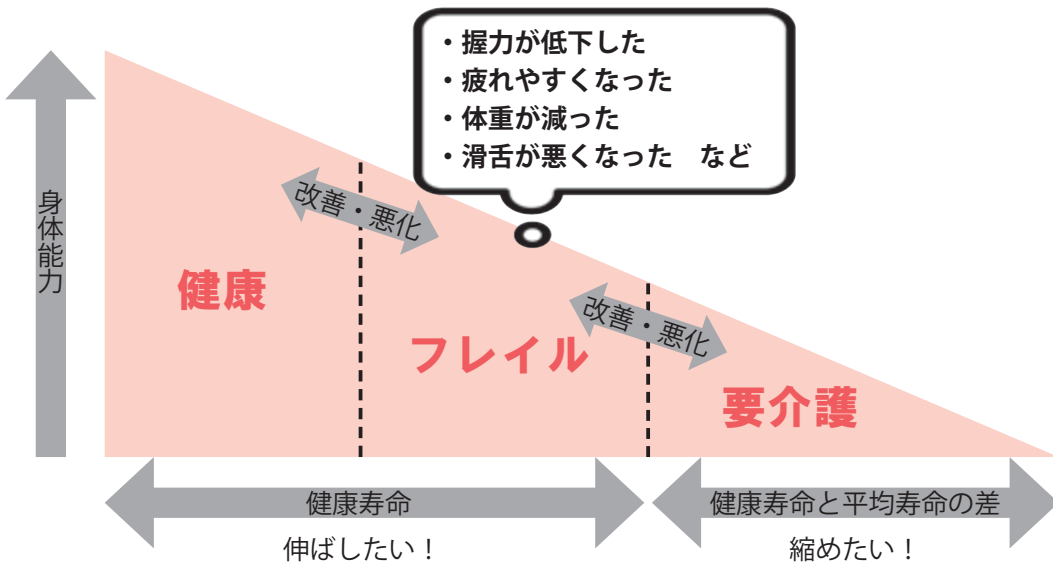 ・握力が低下した
・疲れやすくなった
・体重が減った
・滑舌が悪くなった　など
身体能力
改善・悪化
健康
改善・悪化
フレイル
要介護
健康寿命
健康寿命と平均寿命の差
伸ばしたい！
縮めたい！